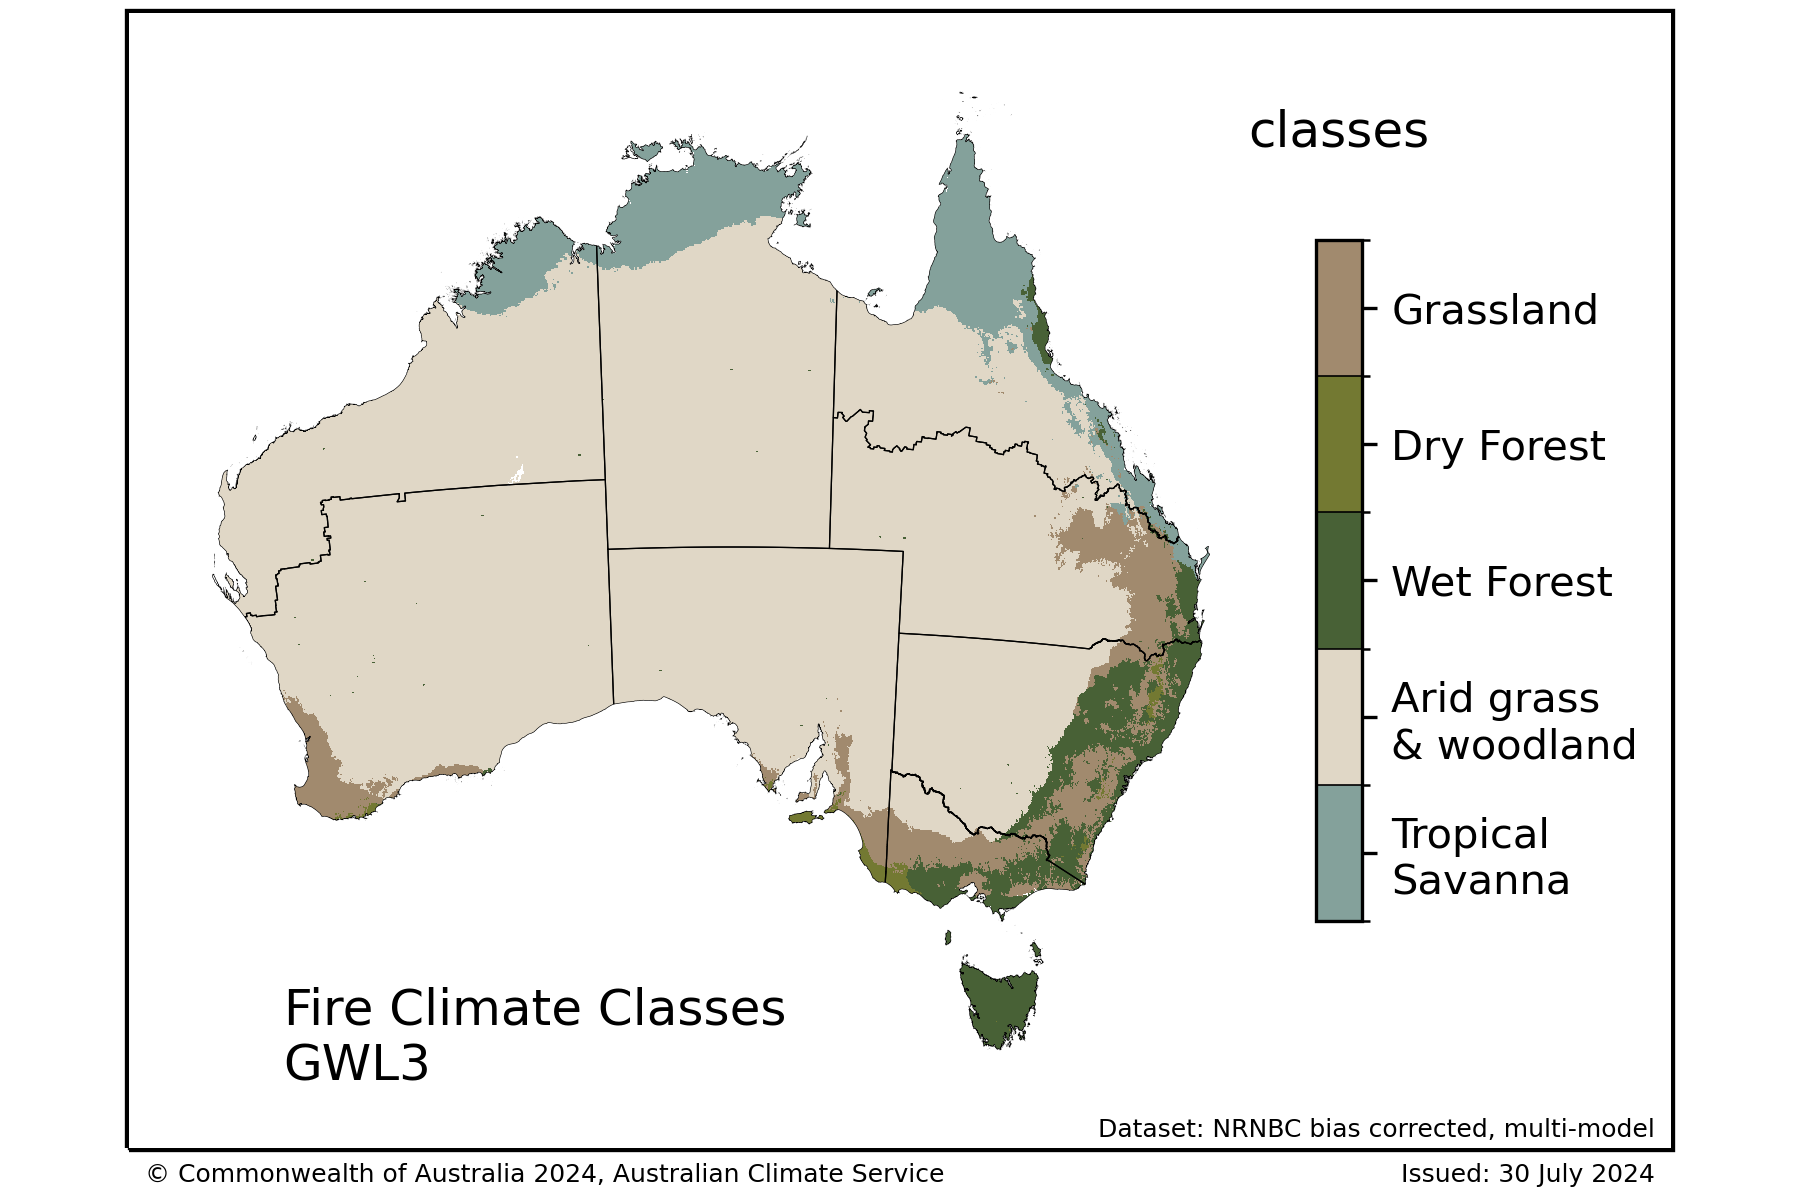 classes
Grassland
Dry Forest
Wet Forest
Arid grass
& woodland
Tropical
Savanna
Fire Climate Classes
GWL3
Dataset: NRNBC bias corrected, multi-model
© Commonwealth of Australia 2024, Australian Climate Service
Issued: 30 July 2024